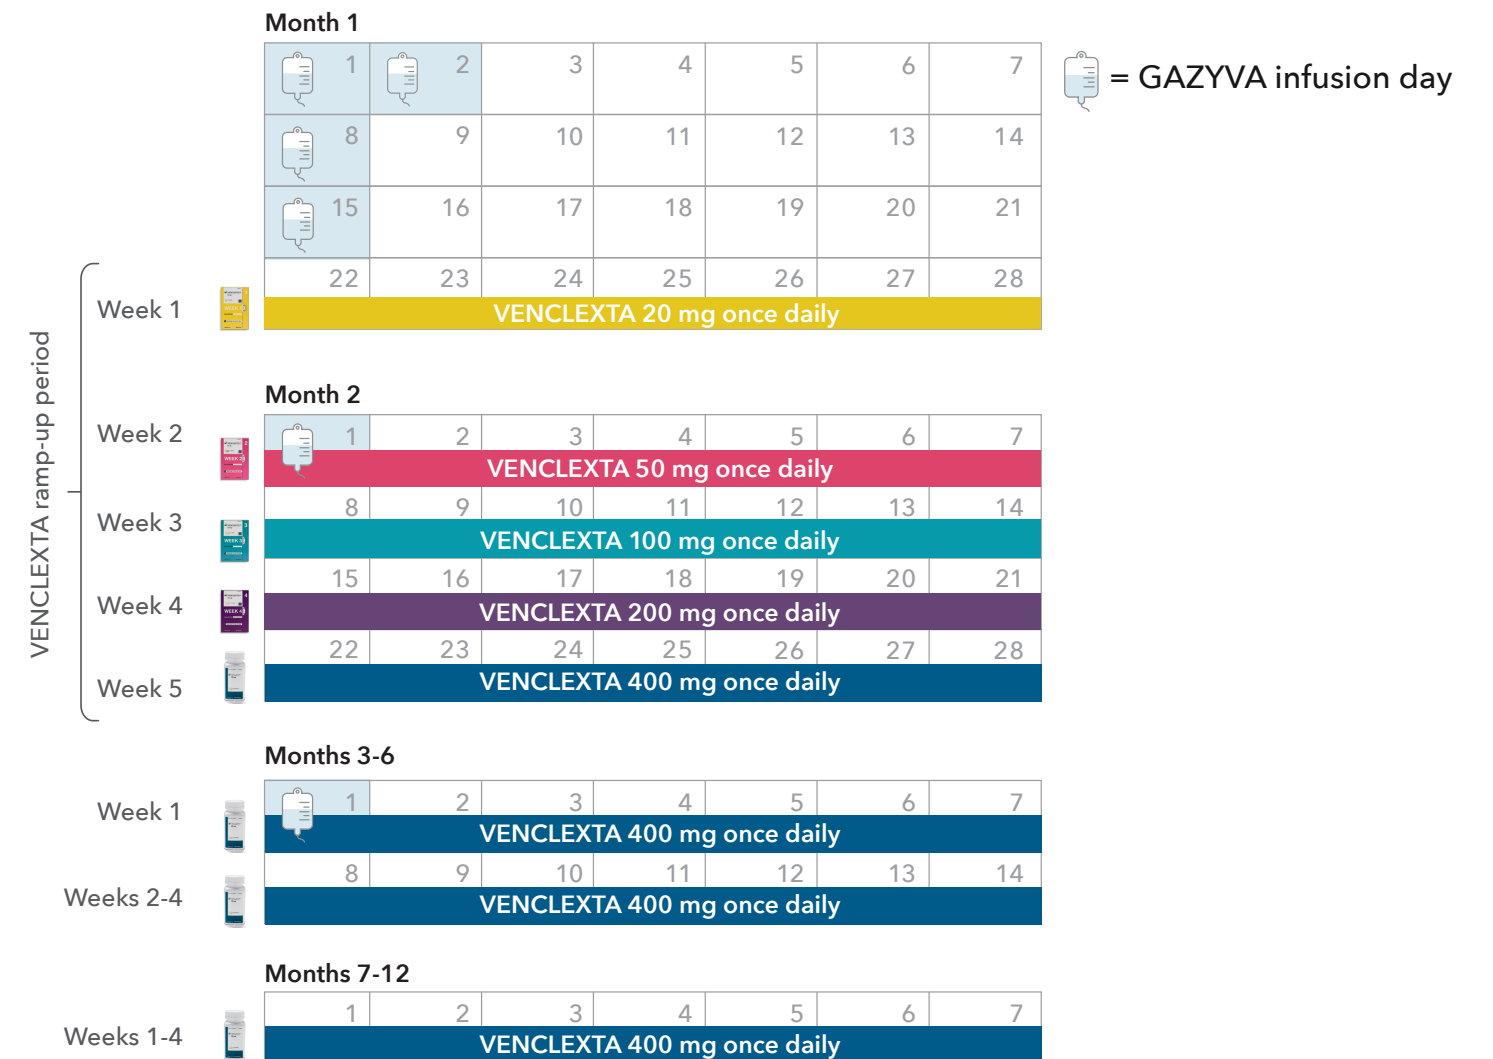 Month 1
1 2 3 4 5 6 7
= GAZYVA infusion day
8 9 10 11 12 13 14
15 16 17 18 19 20 21
22 23 24 25 26 27 28
Week 1
VENCLEXTA 20 mg once daily
VENCLEXTA ramp-up period
Month 2
Week 2
1 2 3 4 5 6 7
WEEK 2
VENCLEXTA 50 mg once daily
Week 3
8 9 10 11 12 13 14
WEEK 3
VENCLEXTA 100 mg once daily
Week 4
15 16 17 18 19 20 21
WEEK 4
VENCLEXTA 200 mg once daily
22 23 24 25 26 27 28
Week 5
VENCLEXTA 400 mg once daily
Months 3-6
Week 1
1 2 3 4 5 6 7
VENCLEXTA 400 mg once daily
8 9 10 11 12 13 14
Weeks 2-4
VENCLEXTA 400 mg once daily
Months 7-12
1 2 3 4 5 6 7
Weeks 1-4
VENCLEXTA 400 mg once daily